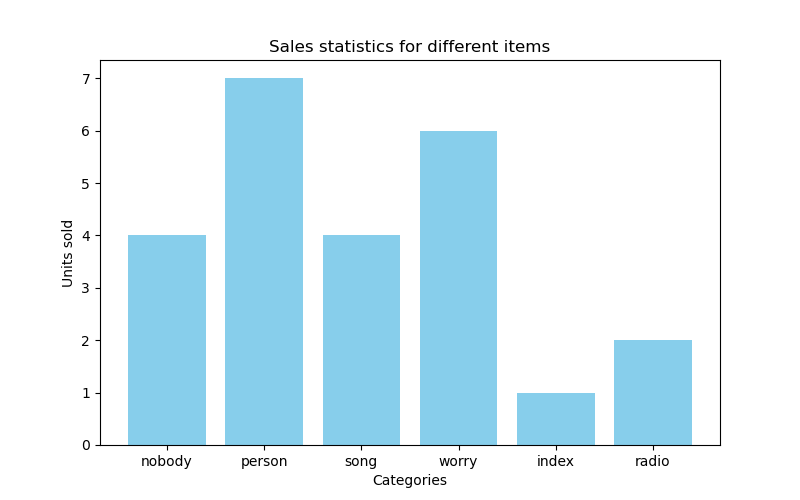 Sales statistics for different items
7
6
5
4
3
2
1
0
Units sold
nobody person song worry index radio
Categories